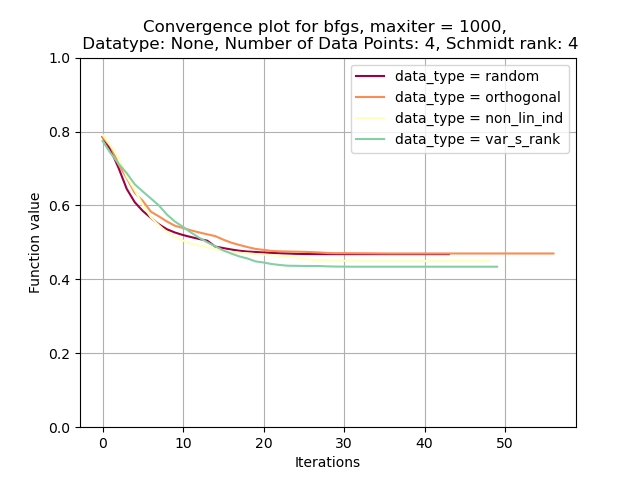 Convergence plot for bfgs, maxiter = 1000,
Datatype: None, Number of Data Points: 4, Schmidt rank: 4
data_type = random
data_type = orthogonal
data_type = non_lin_ind
data_type = var_s_rank
Function value
1.0
0.8
0.6
0.4
0.2
0.0
0 10 20 30 40 50
Iterations